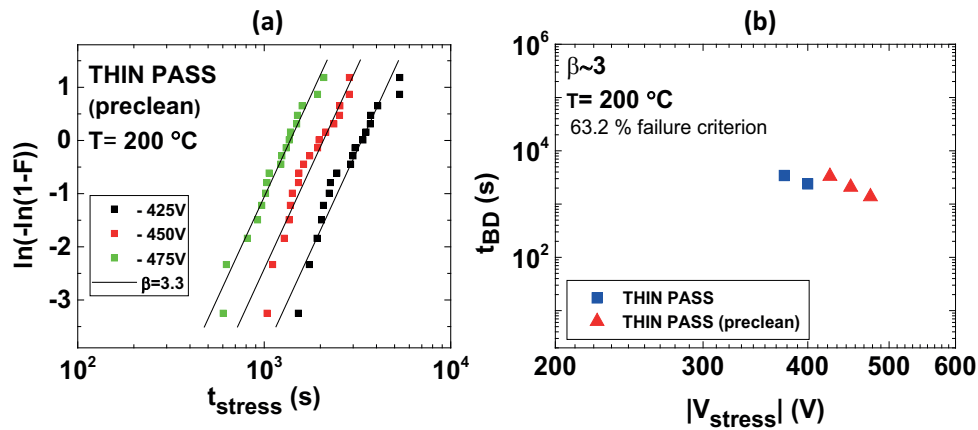 (a)
THIN PASS
(preclean)
T= 200 °C
- 425V
- 450V
- 475V
β=3.3
ln(-ln(1-F))
1
0
-1
-2
-3
10²
10³
10⁴
t_stress (s)
(b)
β~3
T= 200 °C
63.2 % failure criterion
THIN PASS
THIN PASS (preclean)
t_BD (s)
10⁶
10⁴
10²
200
300
400
500
600
|V_stress| (V)